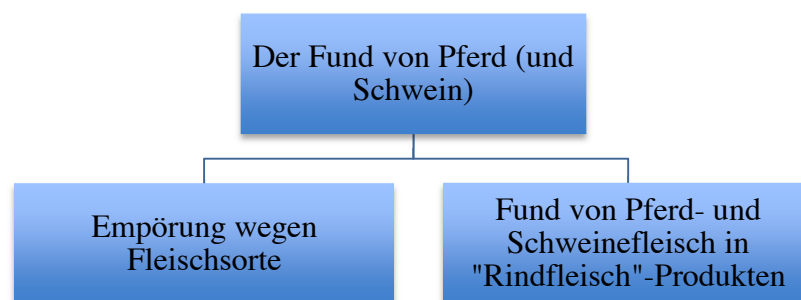 Der Fund von Pferd (und
Schwein)
Empörung wegen
Fleischsorte
Fund von Pferd- und
Schweinefleisch in
"Rindfleisch"-Produkten